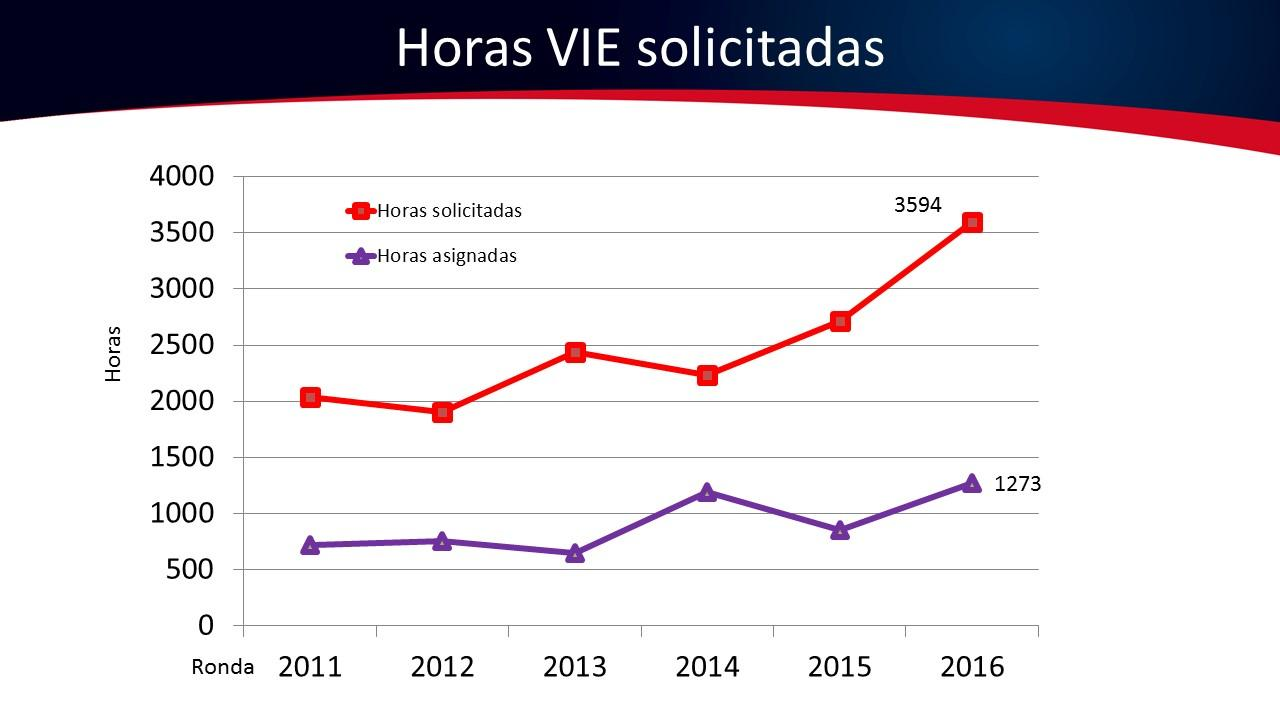 Horas VIE solicitadas
4000
3500
3000
2500
2000
1500
1000
500
0
Horas
Horas solicitadas
Horas asignadas
3594
1273
Ronda 2011 2012 2013 2014 2015 2016